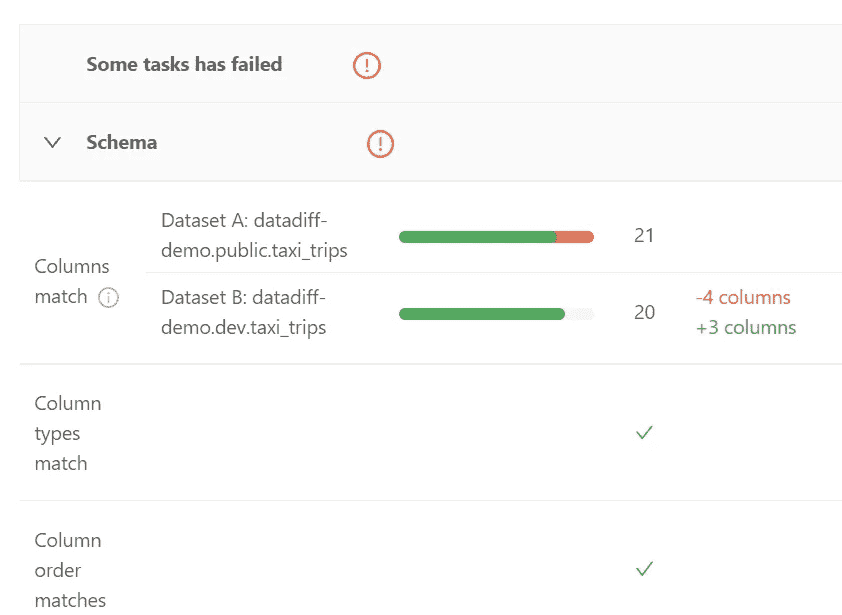 Some tasks has failed
Schema
Columns
match
Dataset A: datadiff-
demo.public.taxi_trips
21
Dataset B: datadiff-
demo.dev.taxi_trips
20
-4 columns
+3 columns
Column
types
match
Column
order
matches